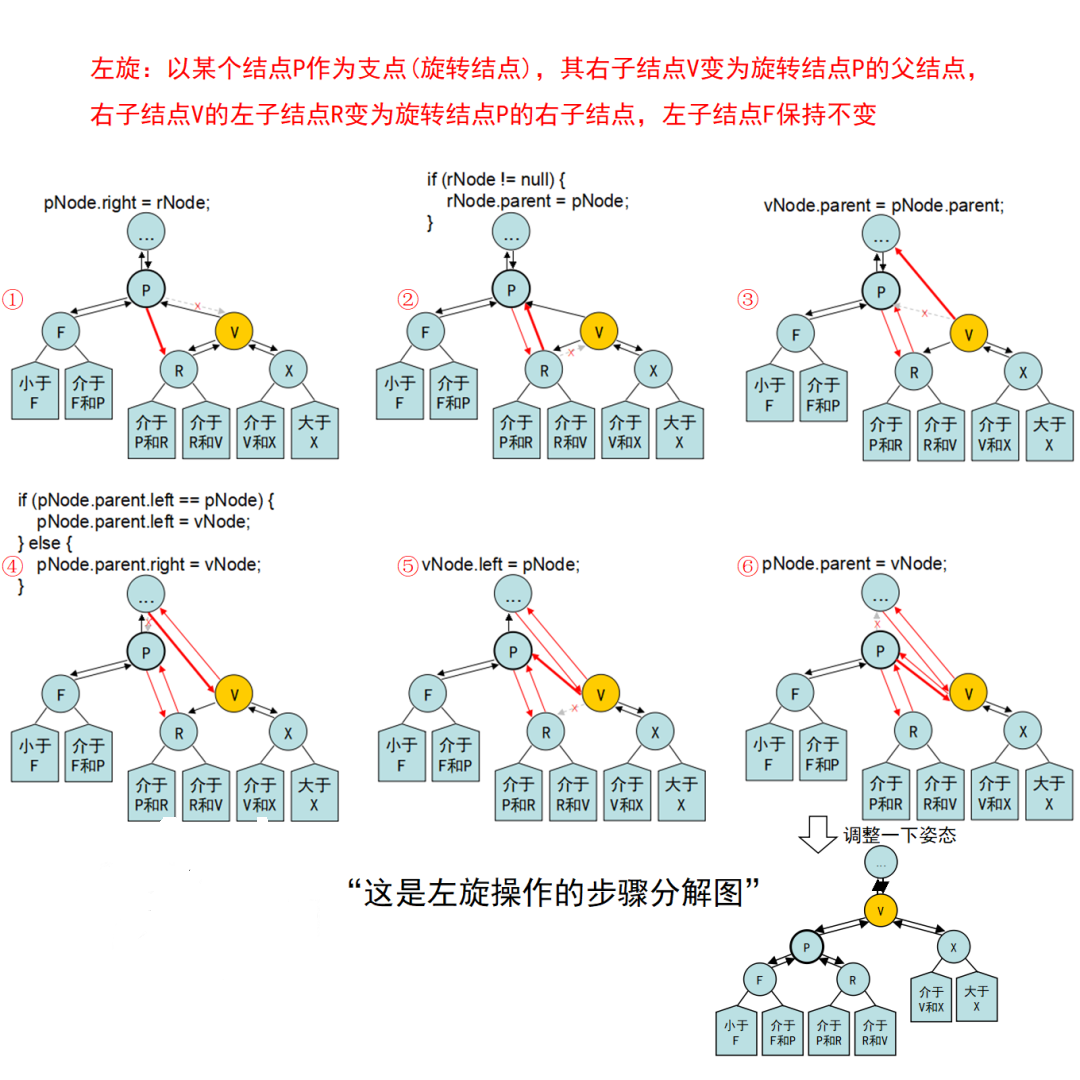 左旋：以某个结点P作为支点(旋转结点)，其右子结点V变为旋转结点P的父结点，
右子结点V的左子结点R变为旋转结点P的右子结点，左子结点F保持不变
①
pNode.right = rNode;
...
P
x
F
V
R
X
小于
F
介于
F和P
介于
P和R
介于
R和V
介于
V和X
大于
X
②
if (rNode != null) {
rNode.parent = pNode;
}
...
P
F
V
x
R
X
小于
F
介于
F和P
介于
P和R
介于
R和V
介于
V和X
大于
X
③
vNode.parent = pNode.parent;
...
P
x
F
V
R
X
小于
F
介于
F和P
介于
P和R
介于
R和V
介于
V和X
大于
X
④
if (pNode.parent.left == pNode) {
pNode.parent.left = vNode;
} else {
pNode.parent.right = vNode;
}
...
x
P
F
V
R
X
小于
F
介于
F和P
介于
P和R
介于
R和V
介于
V和X
大于
X
⑤
vNode.left = pNode;
...
P
F
V
x
R
X
小于
F
介于
F和P
介于
P和R
介于
R和V
介于
V和X
大于
X
⑥
pNode.parent = vNode;
...
x
P
F
V
R
X
小于
F
介于
F和P
介于
P和R
介于
R和V
介于
V和X
大于
X
调整一下姿态
“这是左旋操作的步骤分解图”
...
V
P
X
F
R
介于
V和X
大于
X
小于
F
介于
F和P
介于
P和R
介于
R和V